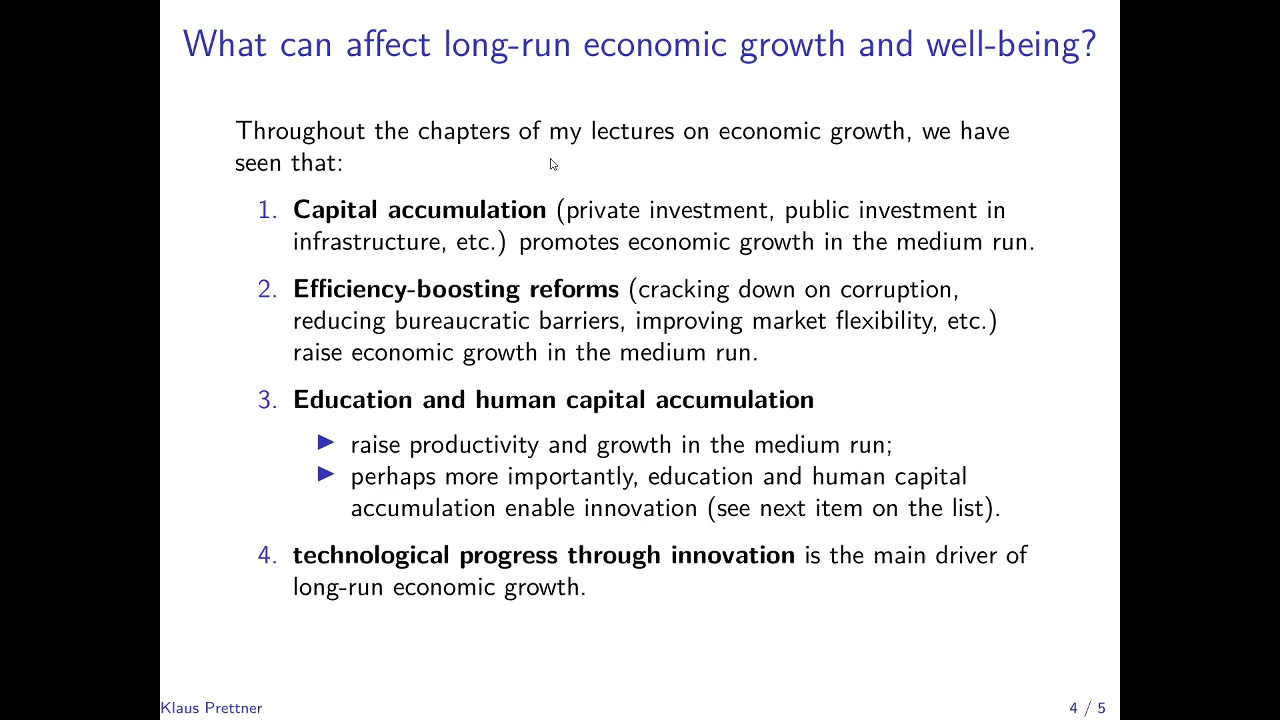 What can affect long-run economic growth and well-being?
Throughout the chapters of my lectures on economic growth, we have
seen that:
1. Capital accumulation (private investment, public investment in
infrastructure, etc.) promotes economic growth in the medium run.
2. Efficiency-boosting reforms (cracking down on corruption,
reducing bureaucratic barriers, improving market flexibility, etc.)
raise economic growth in the medium run.
3. Education and human capital accumulation
▶ raise productivity and growth in the medium run;
▶ perhaps more importantly, education and human capital
accumulation enable innovation (see next item on the list).
4. technological progress through innovation is the main driver of
long-run economic growth.
Klaus Prettner
4 / 5